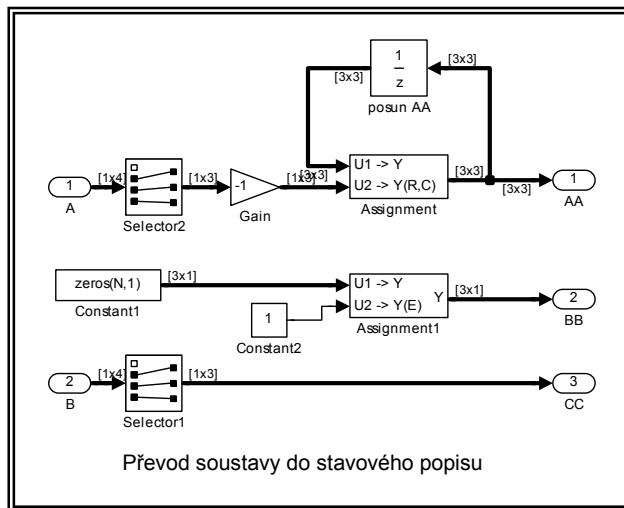 1
z
[3x3]
[3x3]
posun AA
1
A
[1x4]
[1x3]
Selector2
-1
Gain
[1x3]
[3x3]
U1 -> Y
U2 -> Y(R,C)
Assignment
[3x3]
[3x3]
1
AA
zeros(N,1)
Constant1
[3x1]
1
Constant2
U1 -> Y
U2 -> Y(E)
Y
Assignment1
[3x1]
2
BB
2
B
[1x4]
[1x3]
Selector1
3
CC
Převod soustavy do stavového popisu